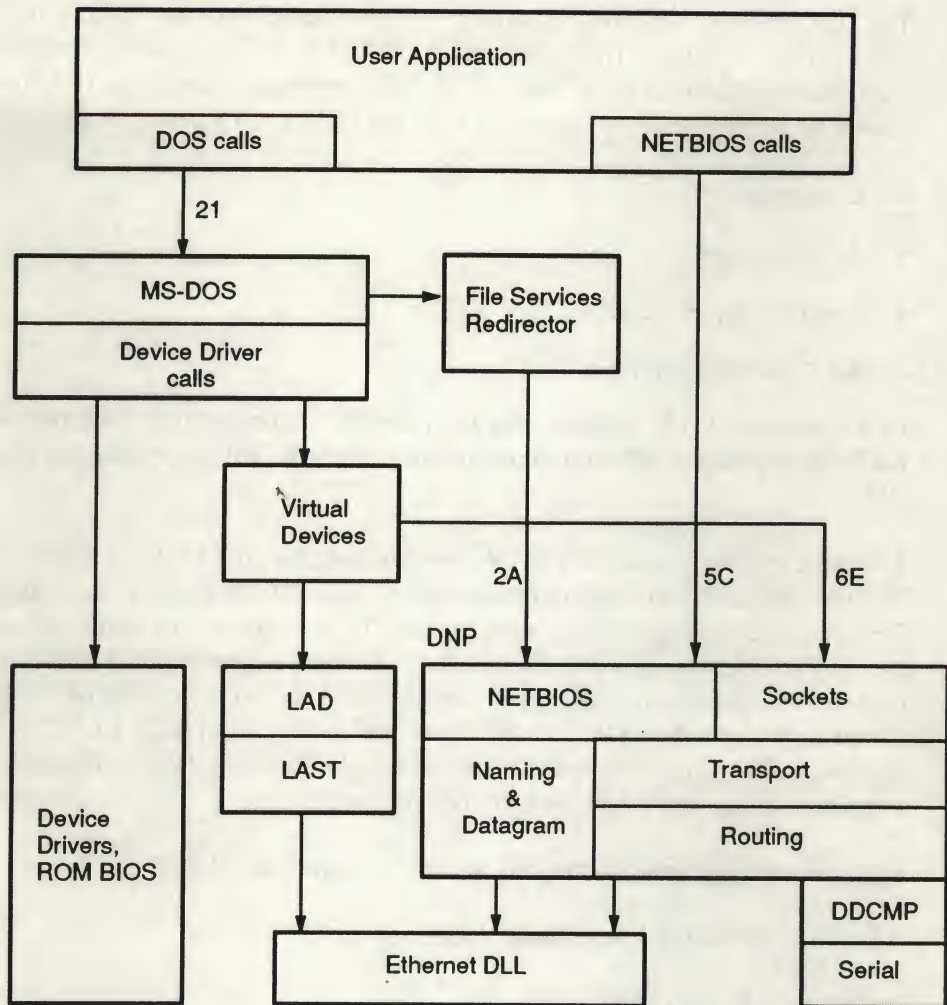 User Application
DOS calls
NETBIOS calls
21
MS-DOS
File Services
Redirector
Device Driver
calls
Virtual
Devices
2A
5C
6E
DNP
LAD
NETBIOS
Sockets
LAST
Naming
&
Datagram
Transport
Device
Drivers,
ROM BIOS
Routing
DDCMP
Ethernet DLL
Serial